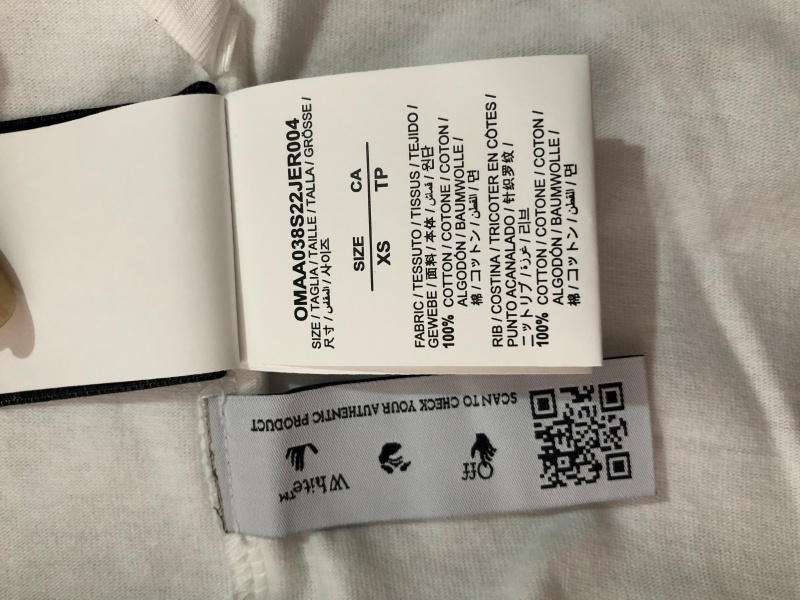 OMAA038S22JER004
SIZE / TAGLIA / TAILLE / TALLA / GRÖSSE /
尺寸 / المقاس / 사이즈
SIZE CA
XS TP
FABRIC / TESSUTO / TISSUS / TEJIDO /
GEWEBE / 面料 / 本体 / قماش / 원단
100% COTTON / COTONE / COTON /
ALGODÓN / BAUMWOLLE /
棉 / コットン / القطن / 면
RIB / COSTINA / TRICOTER EN CÔTES /
PUNTO ACANALADO / 针织罗纹 /
ニットリブ / غرزة / 리브
100% COTTON / COTONE / COTON /
ALGODÓN / BAUMWOLLE /
棉 / コットン / القطن / 면
SCAN TO CHECK YOUR AUTHENTIC PRODUCT
Off
White™